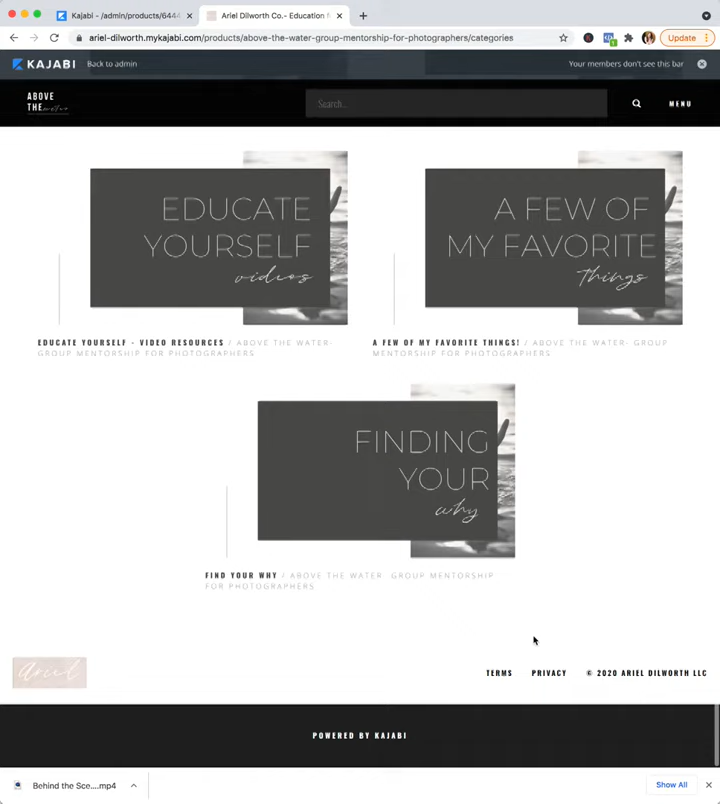 Kajabi - /admin/products/6444
Ariel Dilworth Co.- Education f
ariel-dilworth.mykajabi.com/products/above-the-water-group-mentorship-for-photographers/categories
Update
KAJABI
Back to admin
Your members don't see this bar
ABOVE
THE water
Search...
MENU
EDUCATE
YOURSELF
videos
A FEW OF
MY FAVORITE
things
EDUCATE YOURSELF - VIDEO RESOURCES / ABOVE THE WATER-
GROUP MENTORSHIP FOR PHOTOGRAPHERS
A FEW OF MY FAVORITE THINGS! / ABOVE THE WATER- GROUP
MENTORSHIP FOR PHOTOGRAPHERS
FINDING
YOUR
why
FIND YOUR WHY / ABOVE THE WATER- GROUP MENTORSHIP
FOR PHOTOGRAPHERS
Ariel
TERMS
PRIVACY
© 2020 ARIEL DILWORTH LLC
POWERED BY KAJABI
Behind the Sce....mp4
Show All